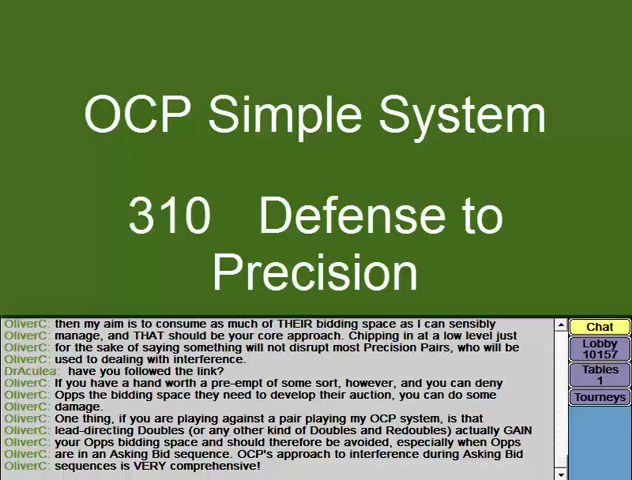 OCP Simple System
310 Defense to
Precision
OliverC: then my aim is to consume as much of THEIR bidding space as I can sensibly
OliverC: manage, and THAT should be your core approach. Chipping in at a low level just
OliverC: for the sake of saying something will not disrupt most Precision Pairs, who will be
OliverC: used to dealing with interference.
DrAculea: have you followed the link?
OliverC: If you have a hand worth a pre-empt of some sort, however, and you can deny
OliverC: Opps the bidding space they need to develop their auction, you can do some
OliverC: damage.
OliverC: One thing, if you are playing against a pair playing my OCP system, is that
OliverC: lead-directing Doubles (or any other kind of Doubles and Redoubles) actually GAIN
OliverC: your Opps bidding space and should therefore be avoided, especially when Opps
OliverC: are in an Asking Bid sequence. OCP's approach to interference during Asking Bid
OliverC: sequences is VERY comprehensive!
Chat
Lobby
10157
Tables
1
Tourneys